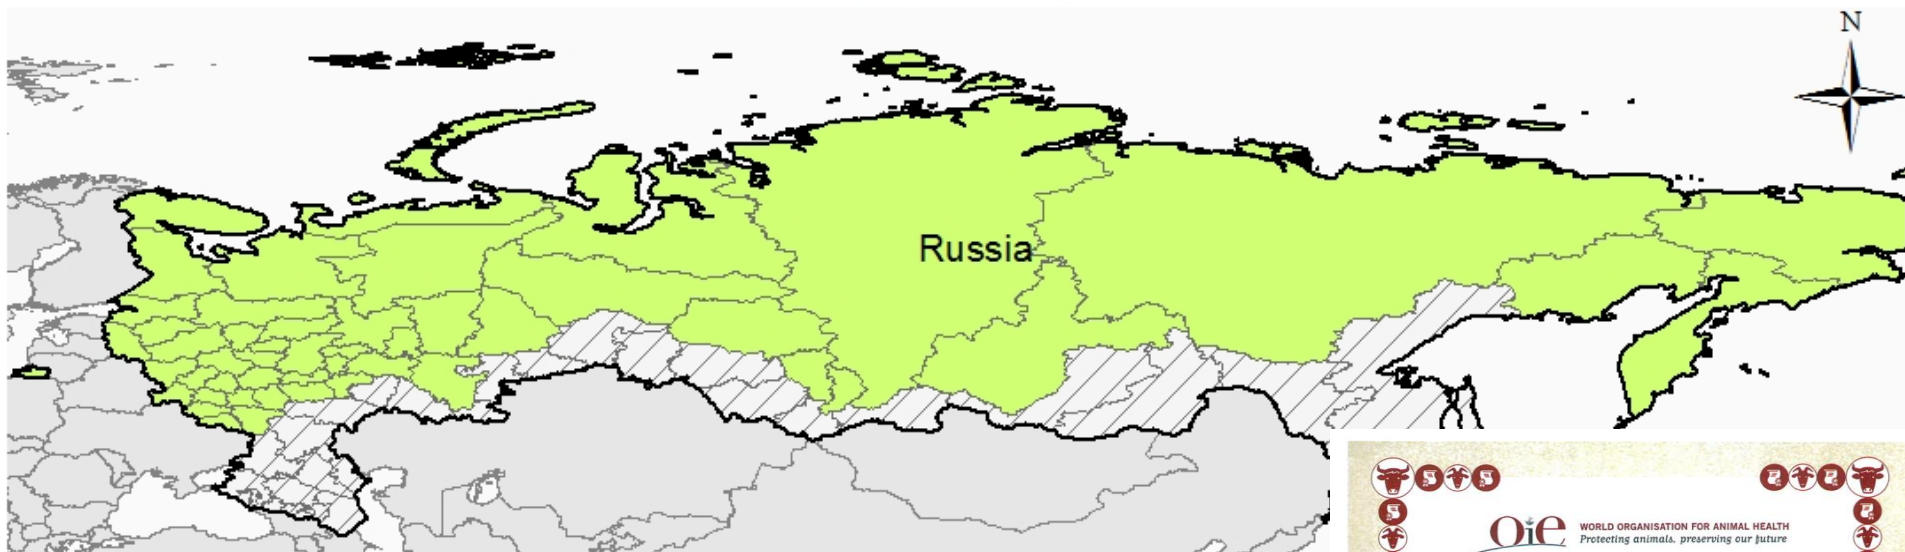 N
Russia
OiE WORLD ORGANISATION FOR ANIMAL HEALTH
Protecting animals, preserving our future